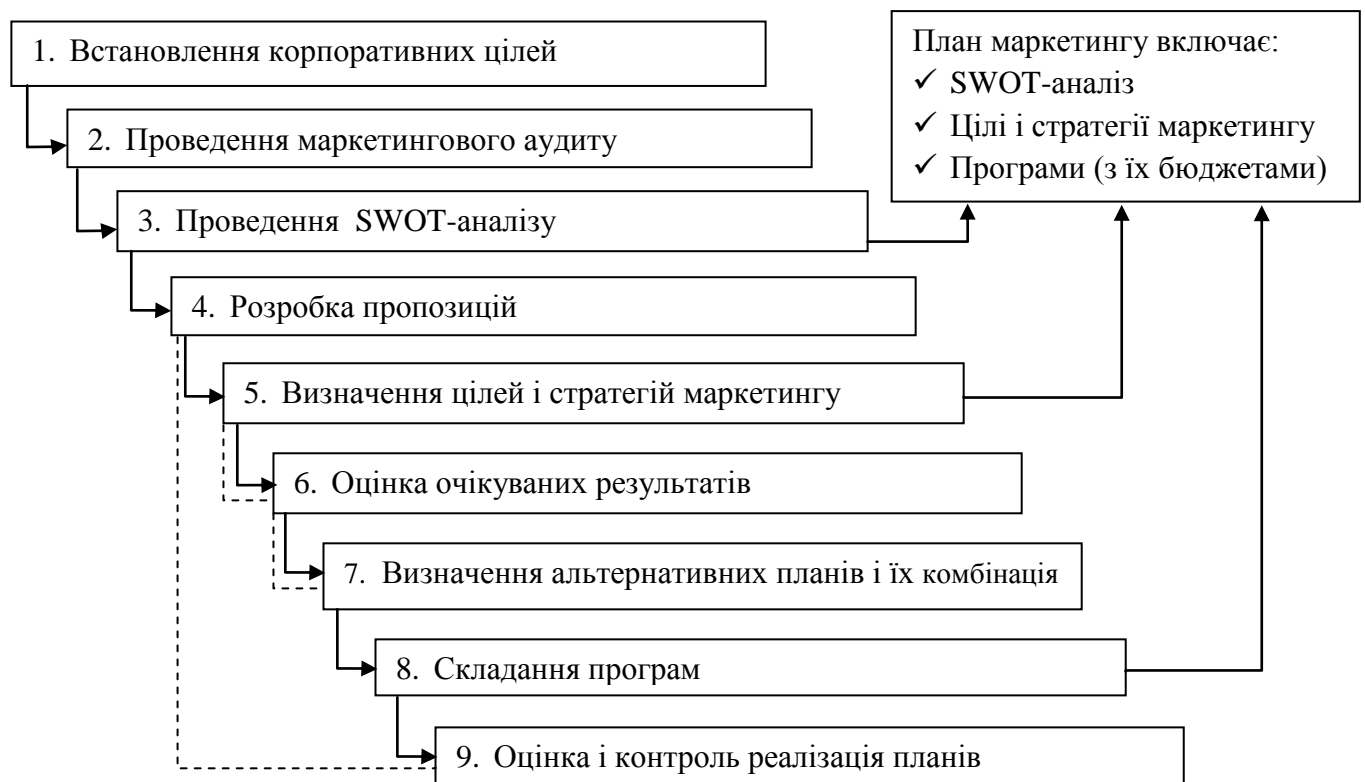 1. Встановлення корпоративних цілей
2. Проведення маркетингового аудиту
3. Проведення SWOT-аналізу
4. Розробка пропозицій
5. Визначення цілей і стратегій маркетингу
6. Оцінка очікуваних результатів
7. Визначення альтернативних планів і їх комбінація
8. Складання програм
9. Оцінка і контроль реалізація планів
План маркетингу включає:
✓ SWOT-аналіз
✓ Цілі і стратегії маркетингу
✓ Програми (з їх бюджетами)